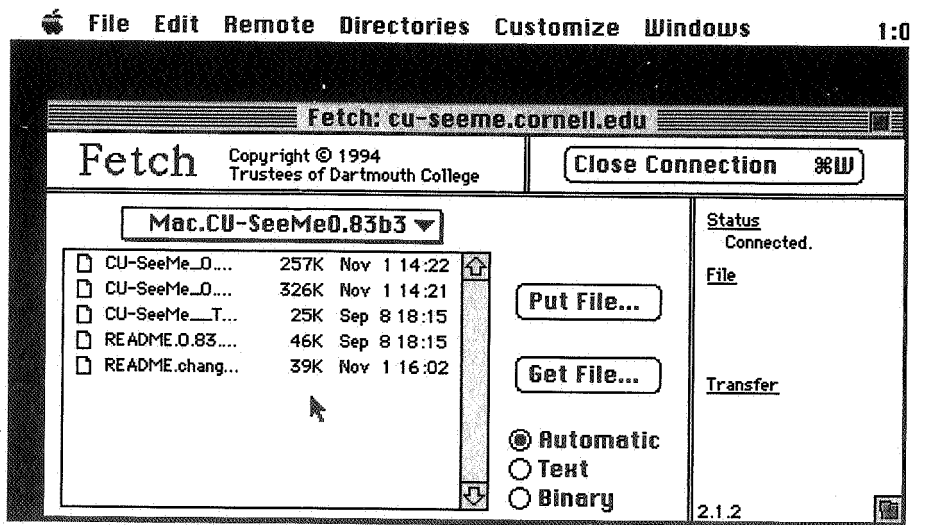 File Edit Remote Directories Customize Windows 1:0
Fetch: cu-seeme.cornell.edu
Fetch
Copyright © 1994
Trustees of Dartmouth College
Close Connection ⌘W
Mac.CU-SeeMe0.83b3
CU-SeeMe_0.... 257K Nov 1 14:22
CU-SeeMe_0.... 326K Nov 1 14:21
CU-SeeMe__T... 25K Sep 8 18:15
README.0.83.... 46K Sep 8 18:15
README.chang... 39K Nov 1 16:02
Put File...
Get File...
Automatic
Text
Binary
Status
Connected.
File
Transfer
2.1.2